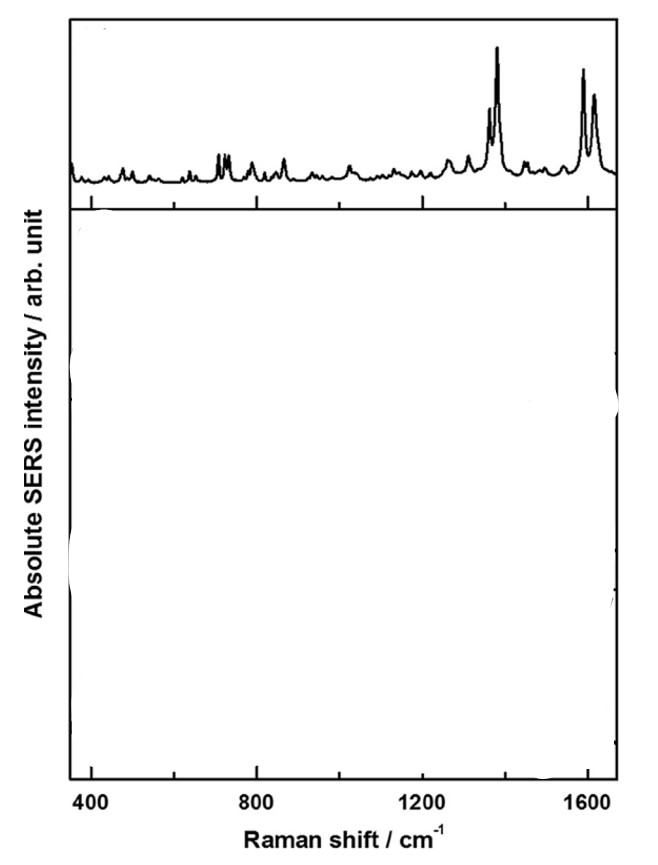 Absolute SERS intensity / arb. unit
400 800 1200 1600
Raman shift / cm⁻¹